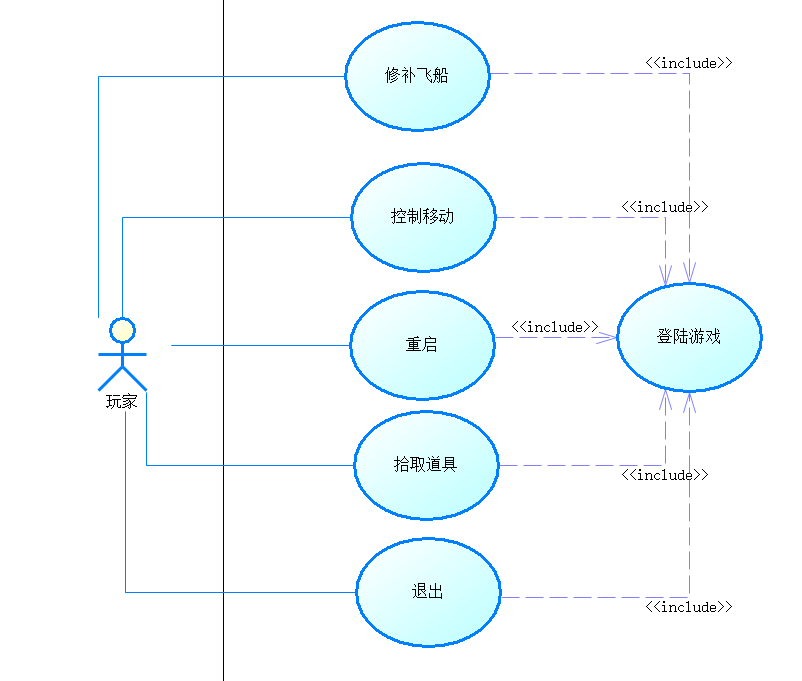 修补飞船
<<include>>
控制移动
<<include>>
重启
<<include>>
登陆游戏
玩家
拾取道具
<<include>>
退出
<<include>>